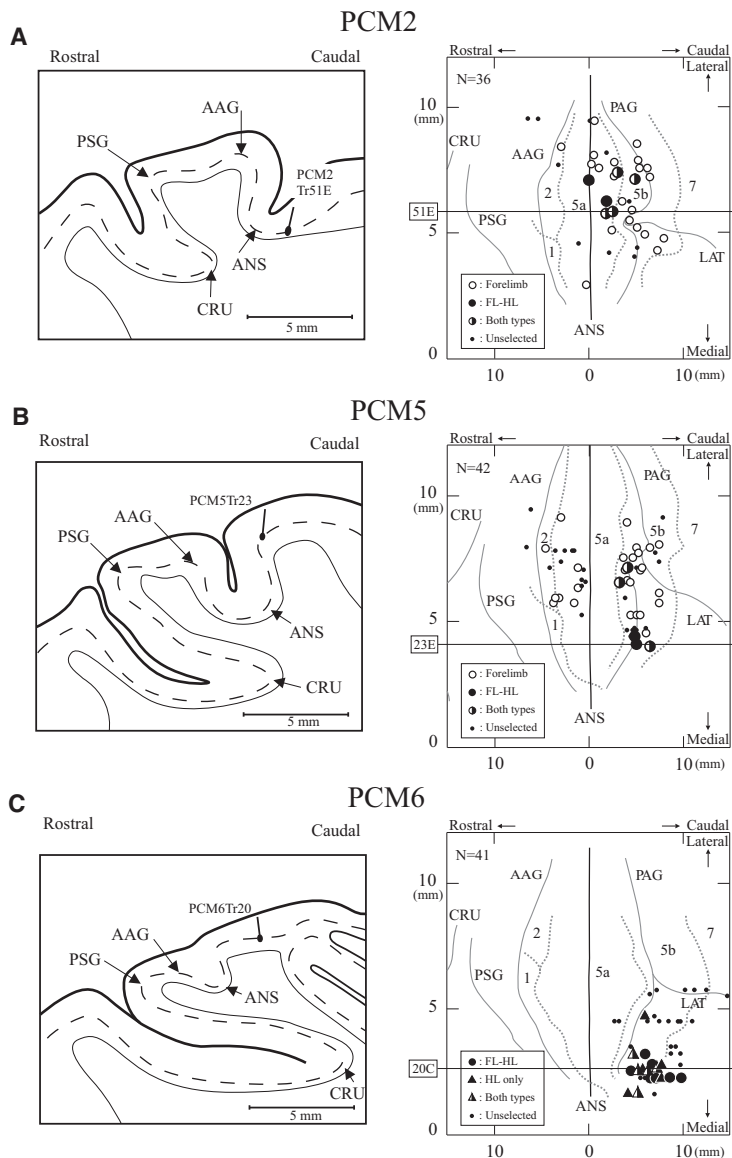 PCM2
A
Rostral
Caudal
AAG
PSG
PCM2
Tr51E
ANS
CRU
5 mm
Rostral ← → Caudal
Lateral
N=36
PAG
10
(mm)
CRU
AAG
2
5a
5b
7
51E
PSG
5
1
LAT
○ : Forelimb
● : FL-HL
◑ : Both types
• : Unselected
ANS
Medial
0
10 0 10 (mm)
PCM5
B
Rostral
Caudal
PCM5Tr23
AAG
PSG
ANS
CRU
5 mm
Rostral ← → Caudal
Lateral
N=42
AAG
PAG
10
(mm)
CRU
2
5a
5b
7
PSG
5
1
LAT
23E
○ : Forelimb
● : FL-HL
◑ : Both types
• : Unselected
ANS
Medial
0
10 0 10 (mm)
PCM6
C
Rostral
Caudal
PCM6Tr20
AAG
PSG
ANS
CRU
5 mm
Rostral ← → Caudal
Lateral
N=41
AAG
PAG
10
(mm)
CRU
2
7
5b
PSG
1
5a
5
LAT
20C
● : FL-HL
▲ : HL only
◮ : Both types
• : Unselected
ANS
Medial
0
10 0 10 (mm)